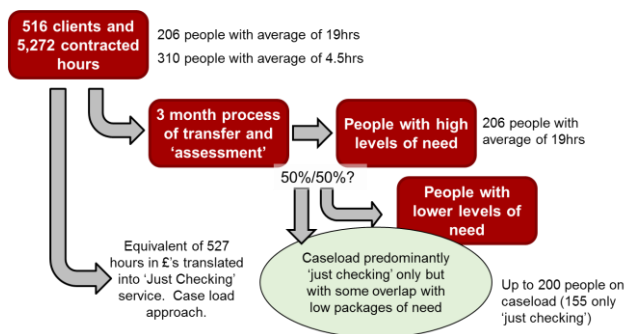 516 clients and
5,272 contracted
hours
206 people with average of 19hrs
310 people with average of 4.5hrs
3 month process
of transfer and
‘assessment’
People with high
levels of need
206 people with
average of 19hrs
50%/50%?
People with
lower levels of
need
Equivalent of 527
hours in £’s translated
into ‘Just Checking’
service. Case load
approach.
Caseload predominantly
‘just checking’ only but
with some overlap with
low packages of need
Up to 200 people on
caseload (155 only
‘just checking’)